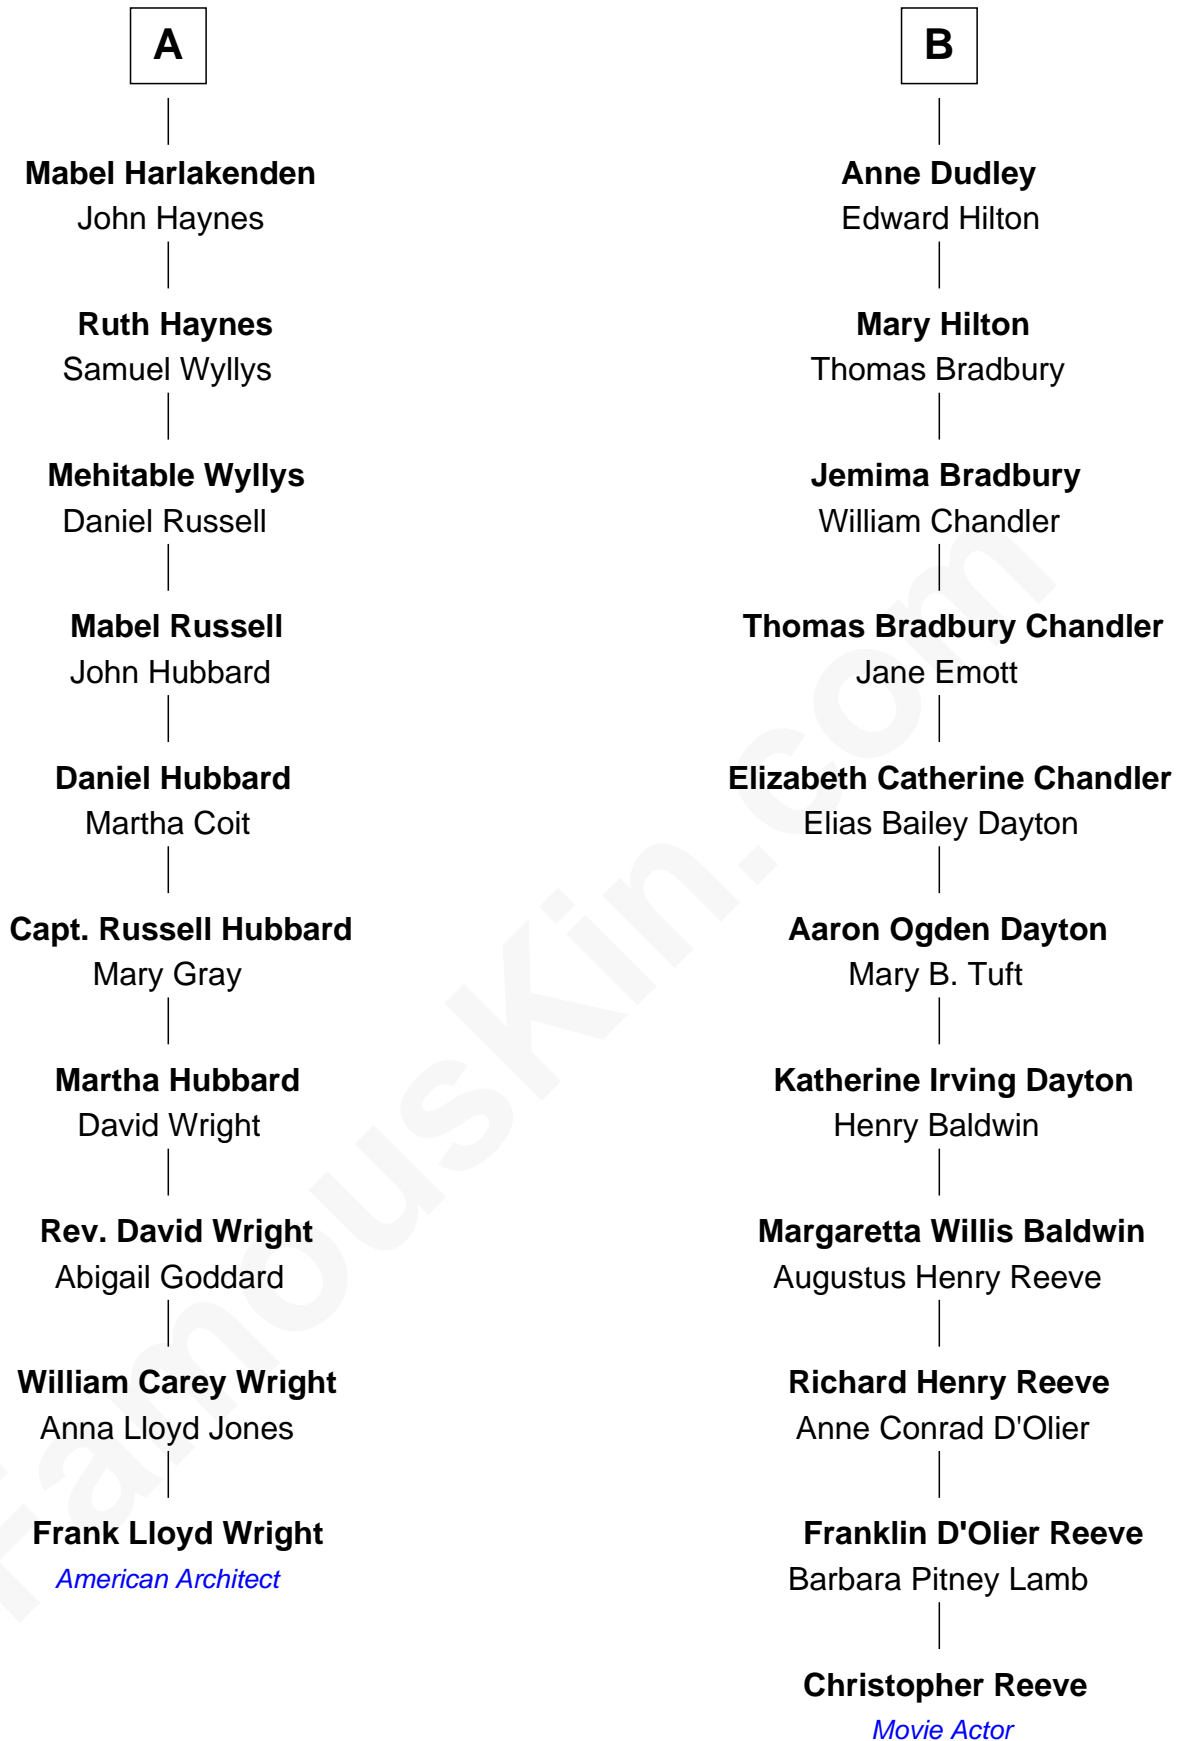 A
Mabel Harlakenden
John Haynes
Ruth Haynes
Samuel Wyllys
Mehitable Wyllys
Daniel Russell
Mabel Russell
John Hubbard
Daniel Hubbard
Martha Coit
Capt. Russell Hubbard
Mary Gray
Martha Hubbard
David Wright
Rev. David Wright
Abigail Goddard
William Carey Wright
Anna Lloyd Jones
Frank Lloyd Wright
American Architect
B
Anne Dudley
Edward Hilton
Mary Hilton
Thomas Bradbury
Jemima Bradbury
William Chandler
Thomas Bradbury Chandler
Jane Emott
Elizabeth Catherine Chandler
Elias Bailey Dayton
Aaron Ogden Dayton
Mary B. Tuft
Katherine Irving Dayton
Henry Baldwin
Margaretta Willis Baldwin
Augustus Henry Reeve
Richard Henry Reeve
Anne Conrad D'Olier
Franklin D'Olier Reeve
Barbara Pitney Lamb
Christopher Reeve
Movie Actor
FamousKin.com